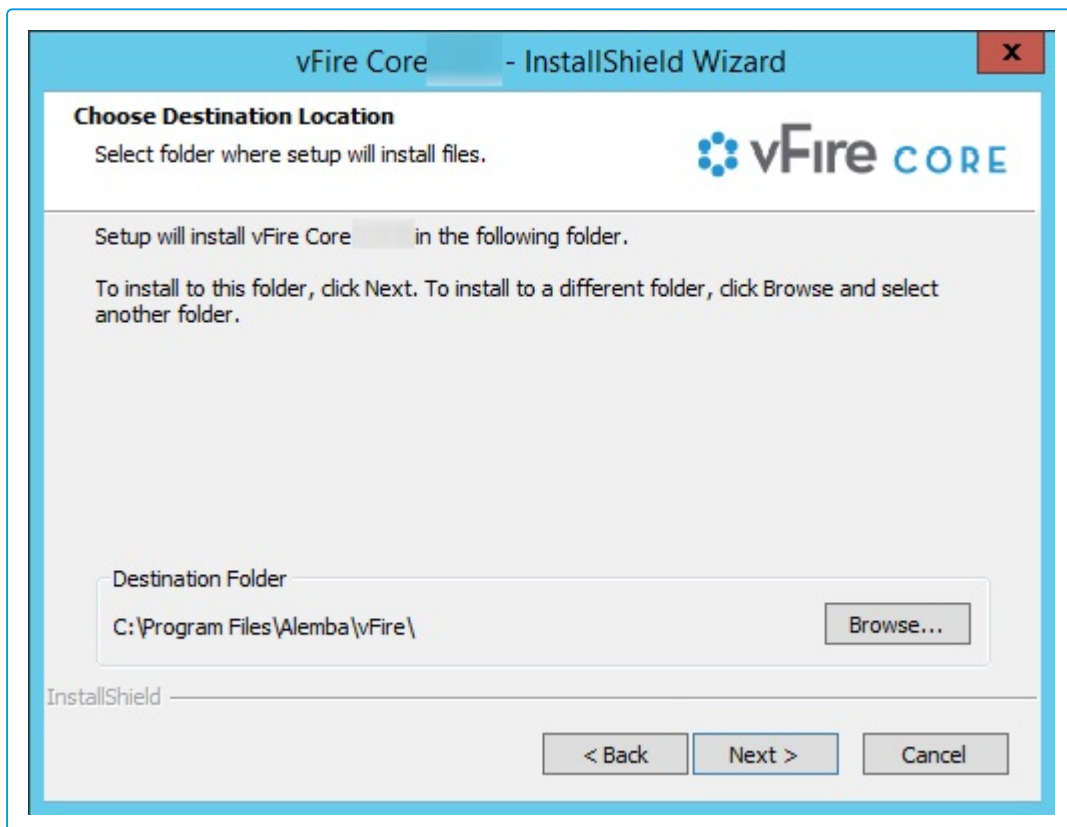 vFire Core - InstallShield Wizard
x
Choose Destination Location
Select folder where setup will install files.
vFire CORE
Setup will install vFire Core in the following folder.
To install to this folder, click Next. To install to a different folder, click Browse and select
another folder.
Destination Folder
C:\Program Files\Alemba\vFire\
Browse...
InstallShield
< Back
Next >
Cancel